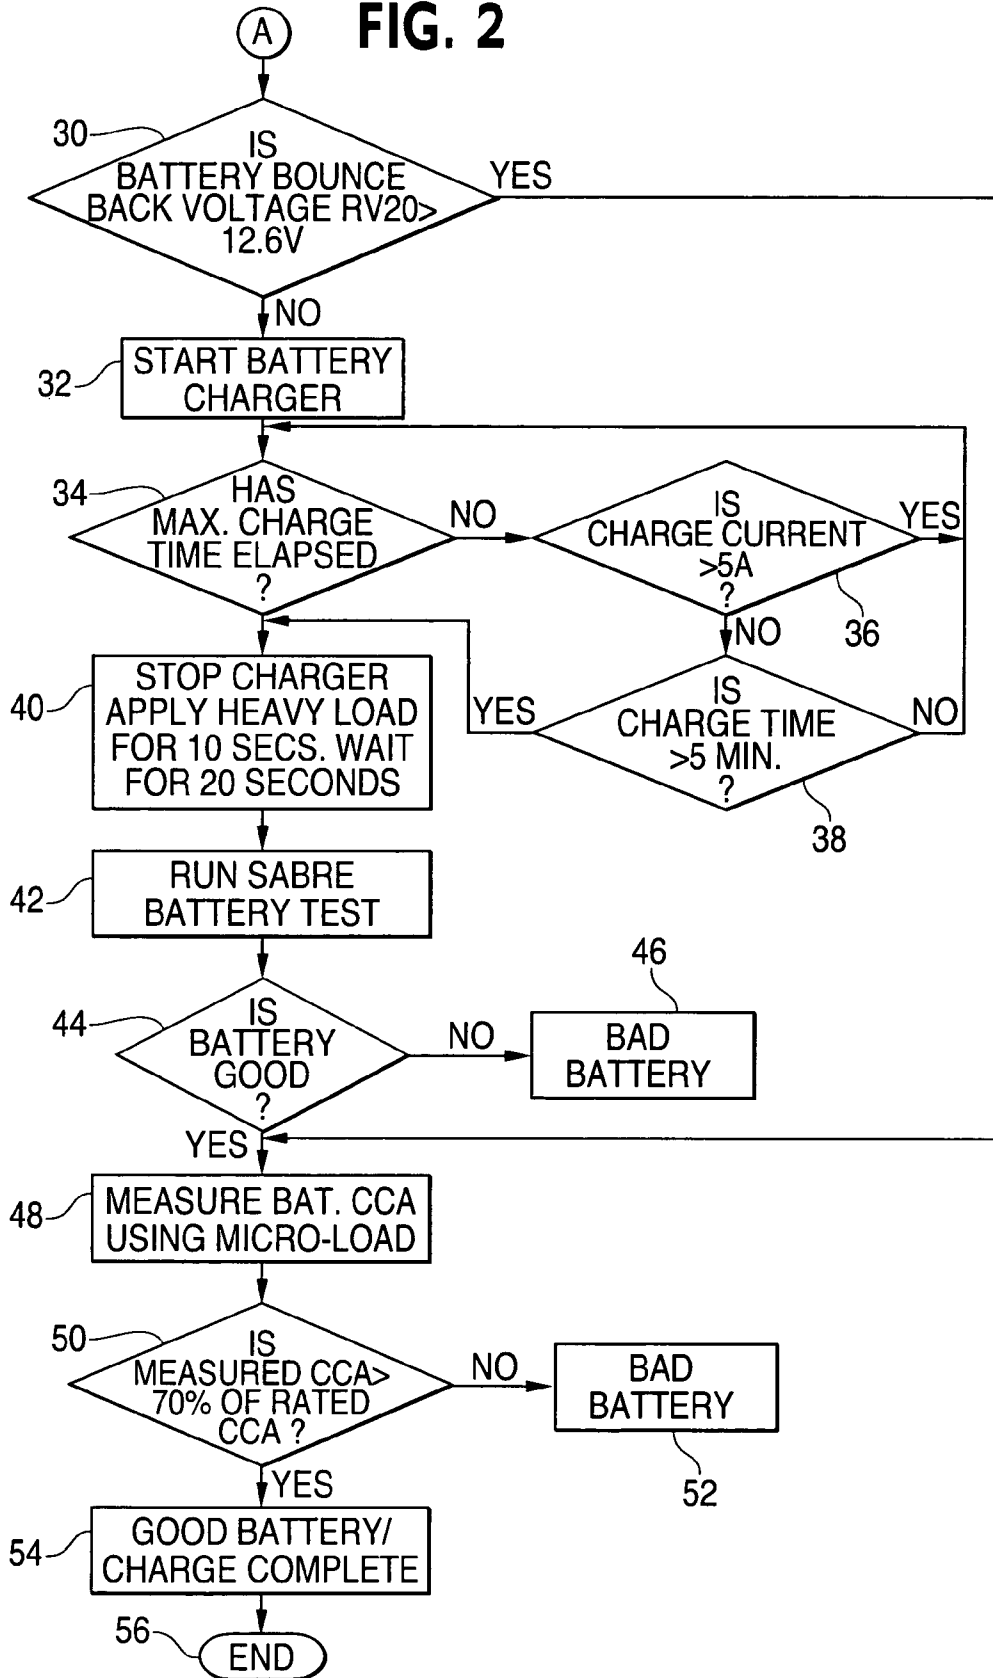 FIG. 2
A
30
IS
BATTERY BOUNCE
BACK VOLTAGE RV20>
12.6V
YES
NO
32
START BATTERY
CHARGER
34
HAS
MAX. CHARGE
TIME ELAPSED
?
NO
IS
CHARGE CURRENT
>5A
?
YES
36
NO
40
STOP CHARGER
APPLY HEAVY LOAD
FOR 10 SECS. WAIT
FOR 20 SECONDS
YES
IS
CHARGE TIME
>5 MIN.
?
NO
38
42
RUN SABRE
BATTERY TEST
44
IS
BATTERY
GOOD
?
NO
46
BAD
BATTERY
YES
48
MEASURE BAT. CCA
USING MICRO-LOAD
50
IS
MEASURED CCA>
70% OF RATED
CCA ?
NO
BAD
BATTERY
52
YES
54
GOOD BATTERY/
CHARGE COMPLETE
56
END